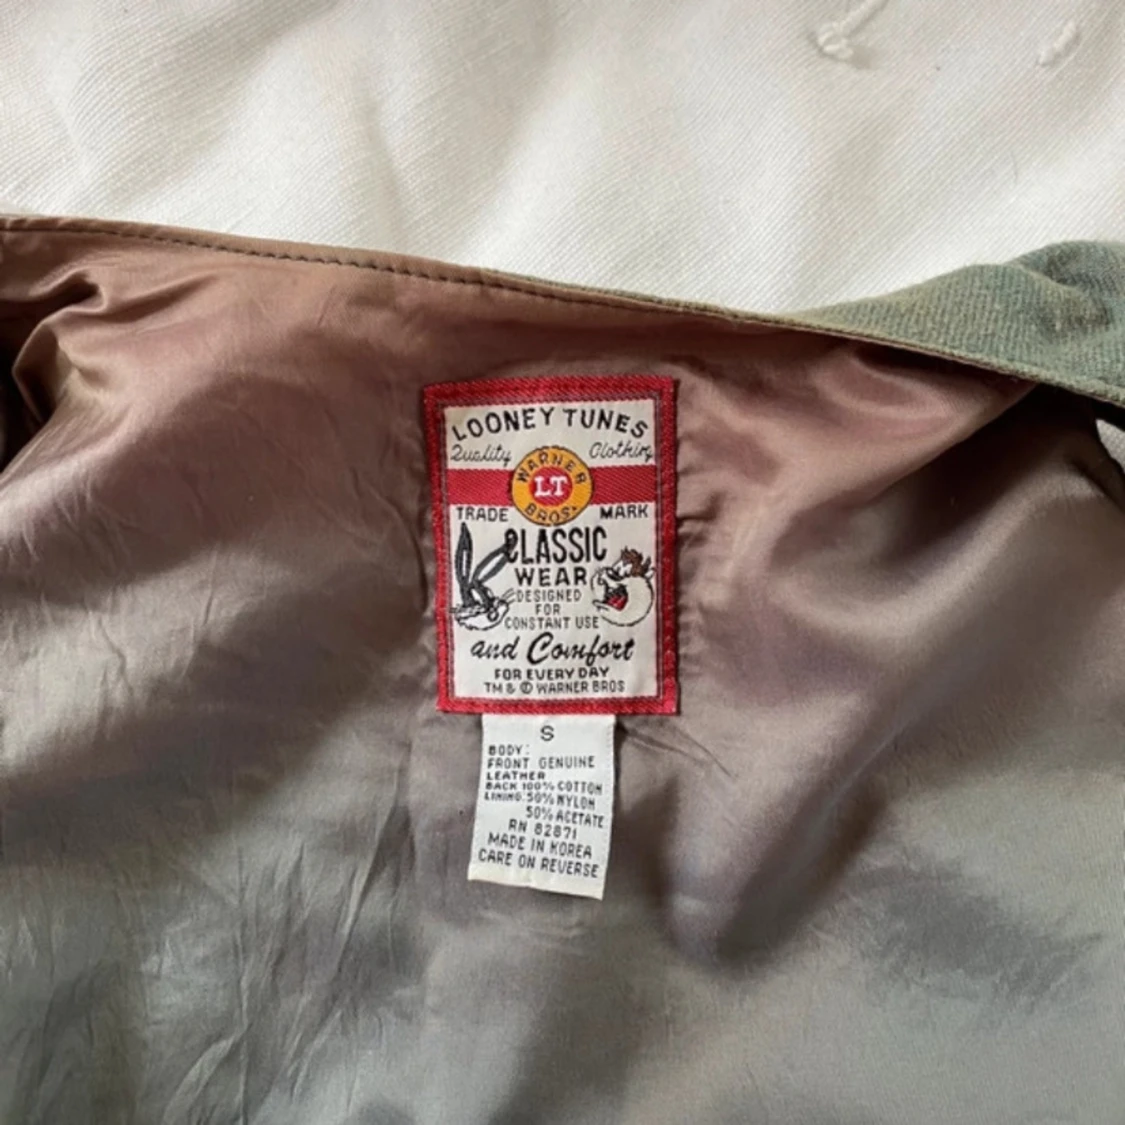 LOONEY TUNES
Quality Clothing
WARNER
LT
BROS.
TRADE MARK
CLASSIC
WEAR
DESIGNED
FOR
CONSTANT USE
and Comfort
FOR EVERY DAY
TM & © WARNER BROS
S
BODY:
FRONT GENUINE
LEATHER
BACK 100% COTTON
LINING: 50% NYLON
50% ACETATE
RN 82871
MADE IN KOREA
CARE ON REVERSE